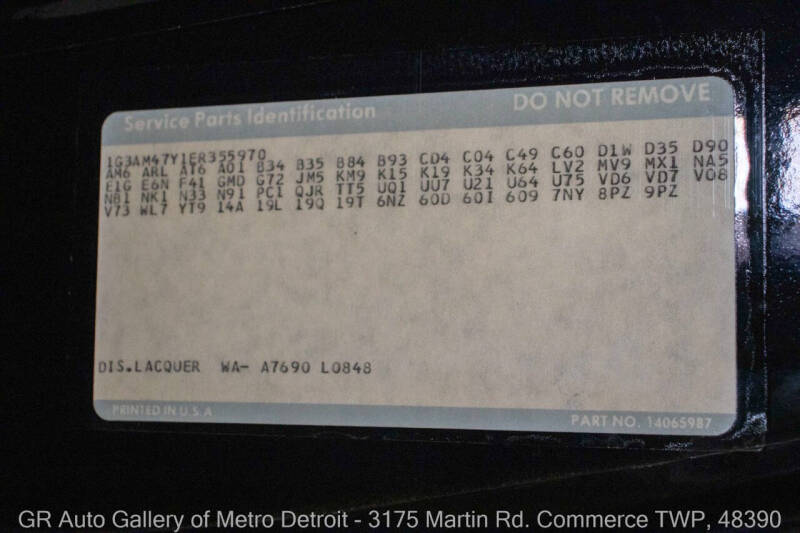 Service Parts Identification DO NOT REMOVE
1G3AM47Y1ER355970
AM6 ARL AT6 A01 B34 B35 B84 B93 CD4 C04 C49 C60 D1W D35 D90
E1G E6N F41 GMD G72 JM5 KM9 K15 K19 K34 K64 LV2 MV9 MX1 NA5
N81 NK1 N33 N91 PCL QJR TT5 UQ1 UU7 U21 U64 U75 VD6 VD7 V08
V73 WL7 YT9 14A 19L 19Q 19T 6NZ 60D 60I 609 7NY 8PZ 9PZ
DIS.LACQUER WA- A7690 L0848
PRINTED IN U.S.A PART NO. 14065987
GR Auto Gallery of Metro Detroit - 3175 Martin Rd. Commerce TWP, 48390